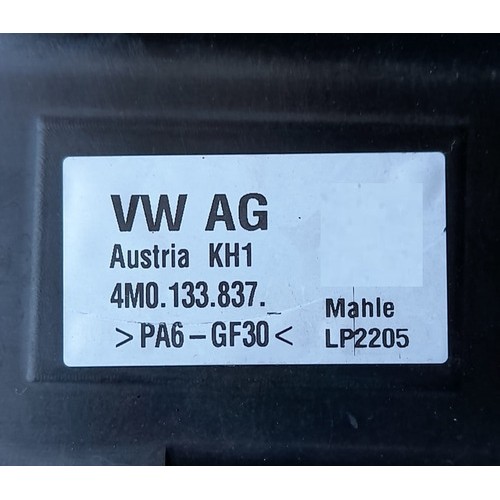 VW AG
Austria KH1
4M0.133.837._
>PA6-GF30<
Mahle
LP2205